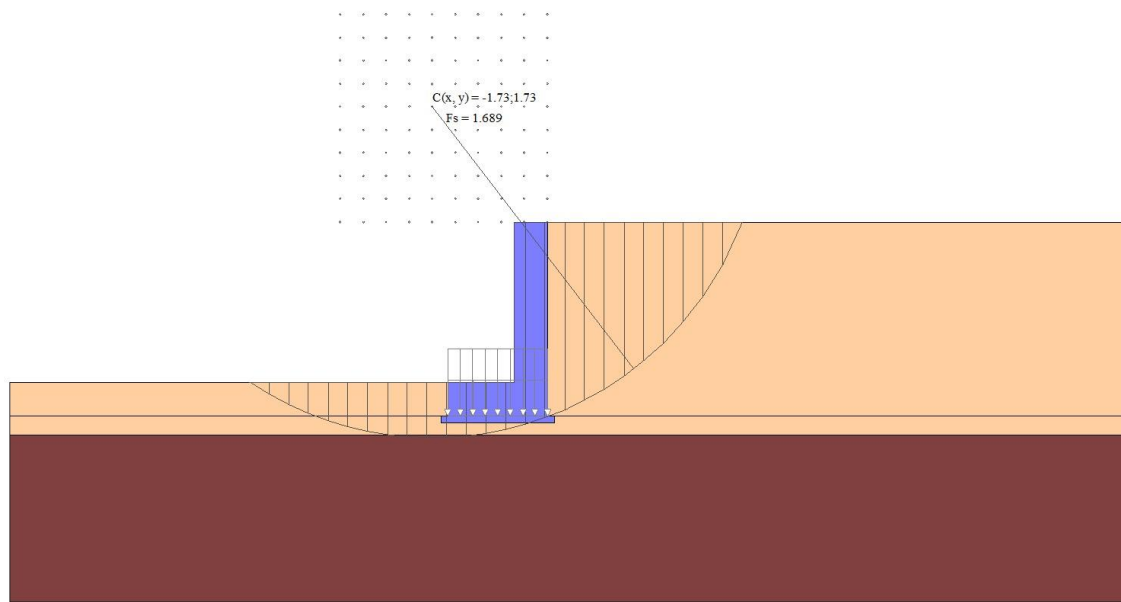 C(x, y) = -1.73;1.73
Fs = 1.689